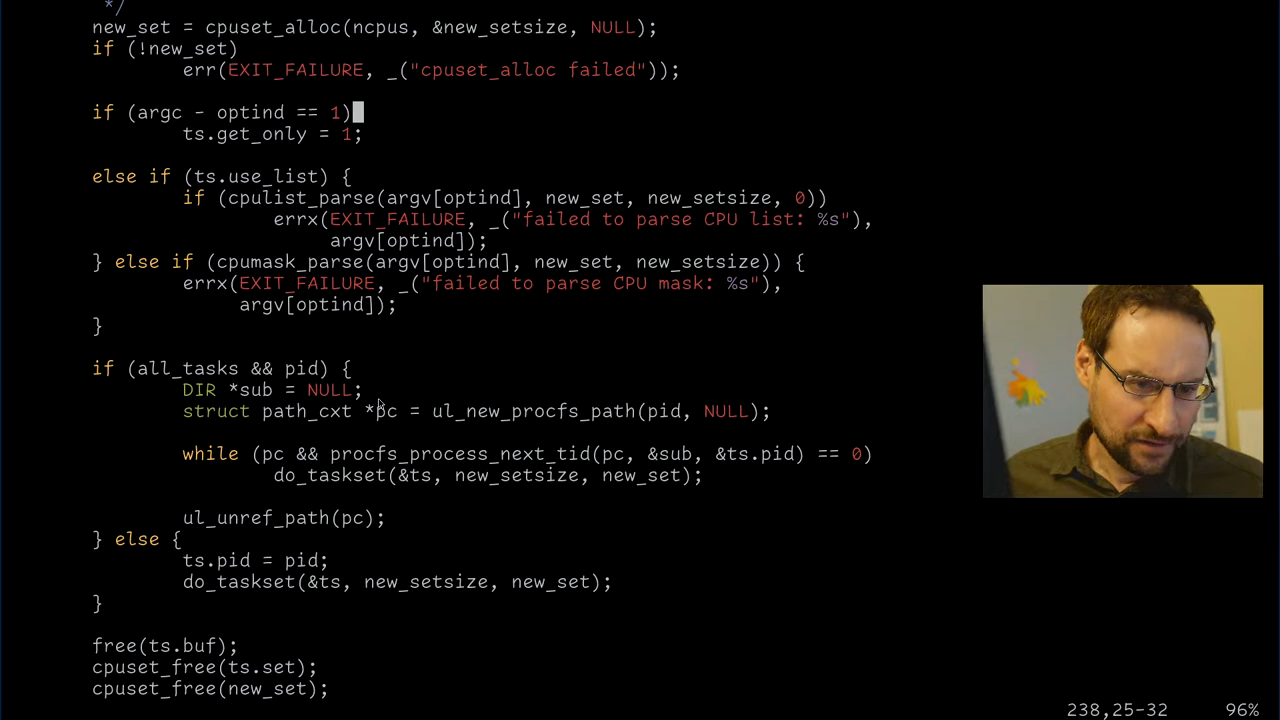 */
new_set = cpuset_alloc(ncpus, &new_setsize, NULL);
if (!new_set)
err(EXIT_FAILURE, _("cpuset_alloc failed"));
if (argc - optind == 1)
ts.get_only = 1;
else if (ts.use_list) {
if (cpulist_parse(argv[optind], new_set, new_setsize, 0))
errx(EXIT_FAILURE, _("failed to parse CPU list: %s"),
argv[optind]);
} else if (cpumask_parse(argv[optind], new_set, new_setsize)) {
errx(EXIT_FAILURE, _("failed to parse CPU mask: %s"),
argv[optind]);
}
if (all_tasks && pid) {
DIR *sub = NULL;
struct path_cxt *pc = ul_new_procfs_path(pid, NULL);
while (pc && procfs_process_next_tid(pc, &sub, &ts.pid) == 0)
do_taskset(&ts, new_setsize, new_set);
ul_unref_path(pc);
} else {
ts.pid = pid;
do_taskset(&ts, new_setsize, new_set);
}
free(ts.buf);
cpuset_free(ts.set);
cpuset_free(new_set);
238,25-32 96%